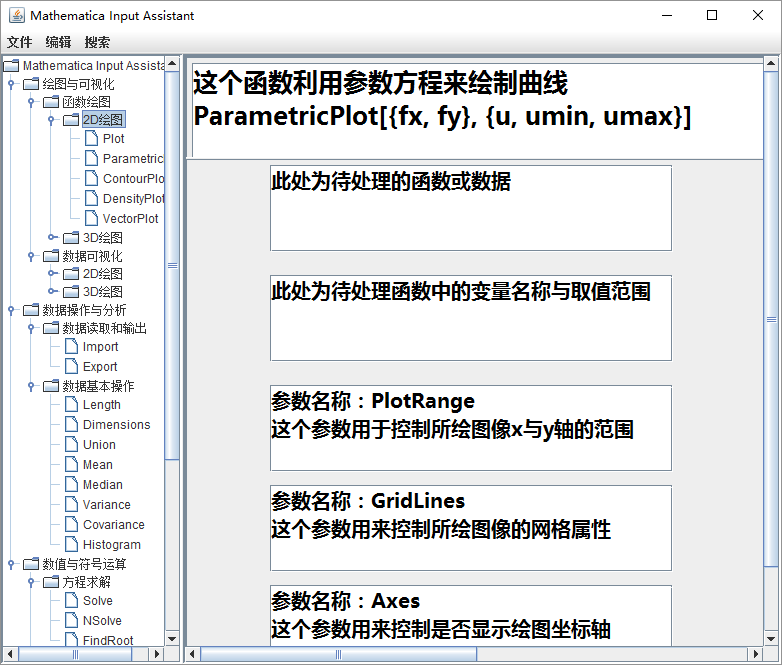 Mathematica Input Assistant
文件 编辑 搜索
Mathematica Input Assista
绘图与可视化
函数绘图
2D绘图
Plot
Parametric
ContourPlo
DensityPlot
VectorPlot
3D绘图
数据可视化
2D绘图
3D绘图
数据操作与分析
数据读取和输出
Import
Export
数据基本操作
Length
Dimensions
Union
Mean
Median
Variance
Covariance
Histogram
数值与符号运算
方程求解
Solve
NSolve
FindRoot
这个函数利用参数方程来绘制曲线
ParametricPlot[{fx, fy}, {u, umin, umax}]
此处为待处理的函数或数据
此处为待处理函数中的变量名称与取值范围
参数名称：PlotRange
这个参数用于控制所绘图像x与y轴的范围
参数名称：GridLines
这个参数用来控制所绘图像的网格属性
参数名称：Axes
这个参数用来控制是否显示绘图坐标轴